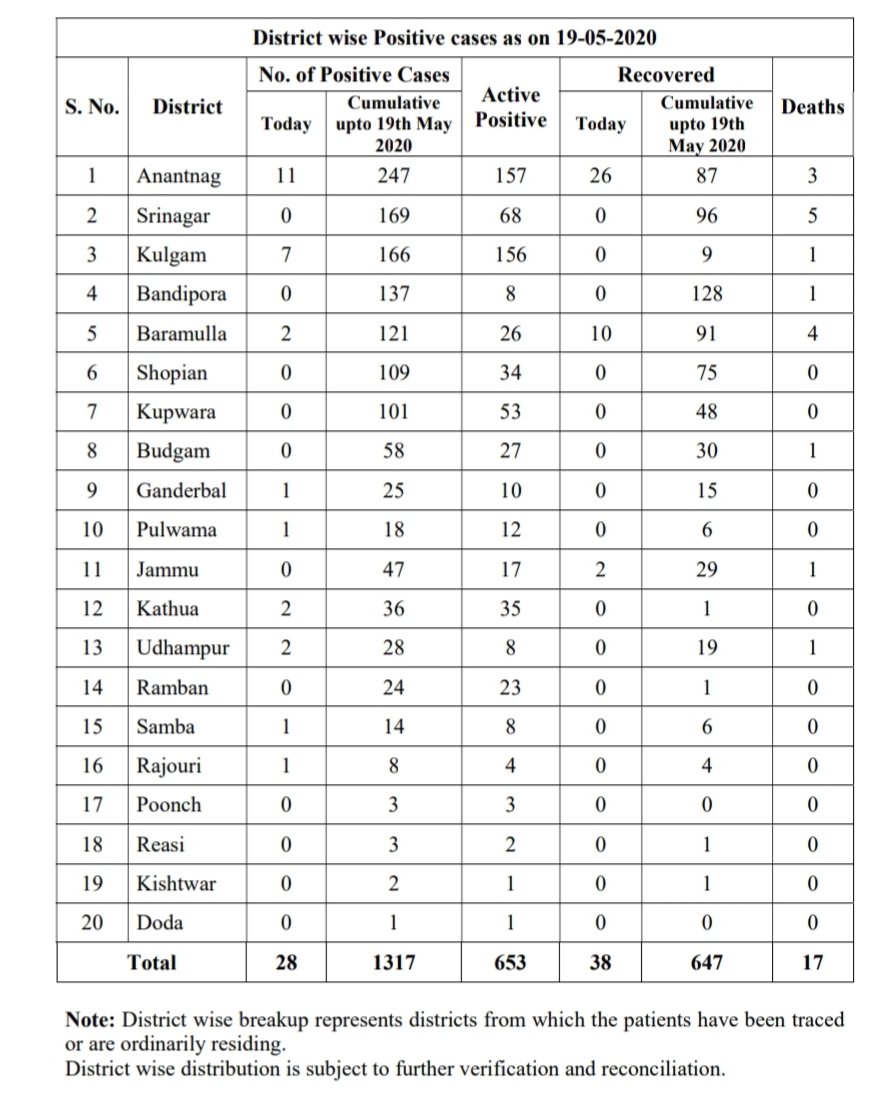 District wise Positive cases as on 19-05-2020
S. No. District No. of Positive Cases Active Positive Recovered Deaths
Today Cumulative upto 19th May 2020 Today Cumulative upto 19th May 2020
1 Anantnag 11 247 157 26 87 3
2 Srinagar 0 169 68 0 96 5
3 Kulgam 7 166 156 0 9 1
4 Bandipora 0 137 8 0 128 1
5 Baramulla 2 121 26 10 91 4
6 Shopian 0 109 34 0 75 0
7 Kupwara 0 101 53 0 48 0
8 Budgam 0 58 27 0 30 1
9 Ganderbal 1 25 10 0 15 0
10 Pulwama 1 18 12 0 6 0
11 Jammu 0 47 17 2 29 1
12 Kathua 2 36 35 0 1 0
13 Udhampur 2 28 8 0 19 1
14 Ramban 0 24 23 0 1 0
15 Samba 1 14 8 0 6 0
16 Rajouri 1 8 4 0 4 0
17 Poonch 0 3 3 0 0 0
18 Reasi 0 3 2 0 1 0
19 Kishtwar 0 2 1 0 1 0
20 Doda 0 1 1 0 0 0
Total 28 1317 653 38 647 17
Note: District wise breakup represents districts from which the patients have been traced
or are ordinarily residing.
District wise distribution is subject to further verification and reconciliation.